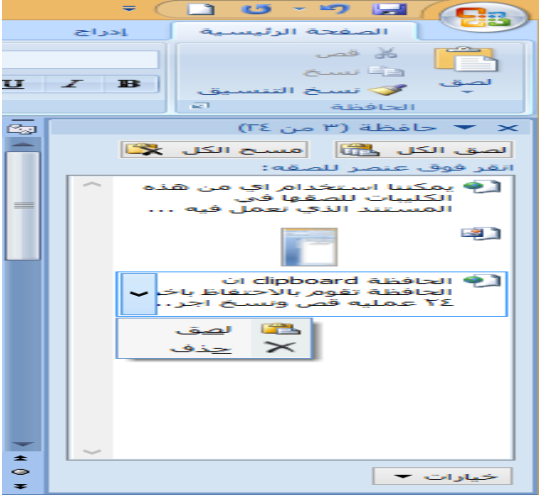 الصفحة الرئيسية
إدراج
قص
نسخ
نسخ التنسيق
لصق
الحافظة
B I U
حافظة (٣ من ٢٤)
لصق الكل
مسح الكل
انقر فوق عنصر للصقه:
يمكننا استخدام اي من هذه
الكليبات للصقها في
المستند الذي نعمل فيه ...
الحافظة clipboard ان
الحافظة تقوم بالاحتفاظ باخر
٢٤ عمليه قص ونسخ اجر..
لصق
حذف
خيارات